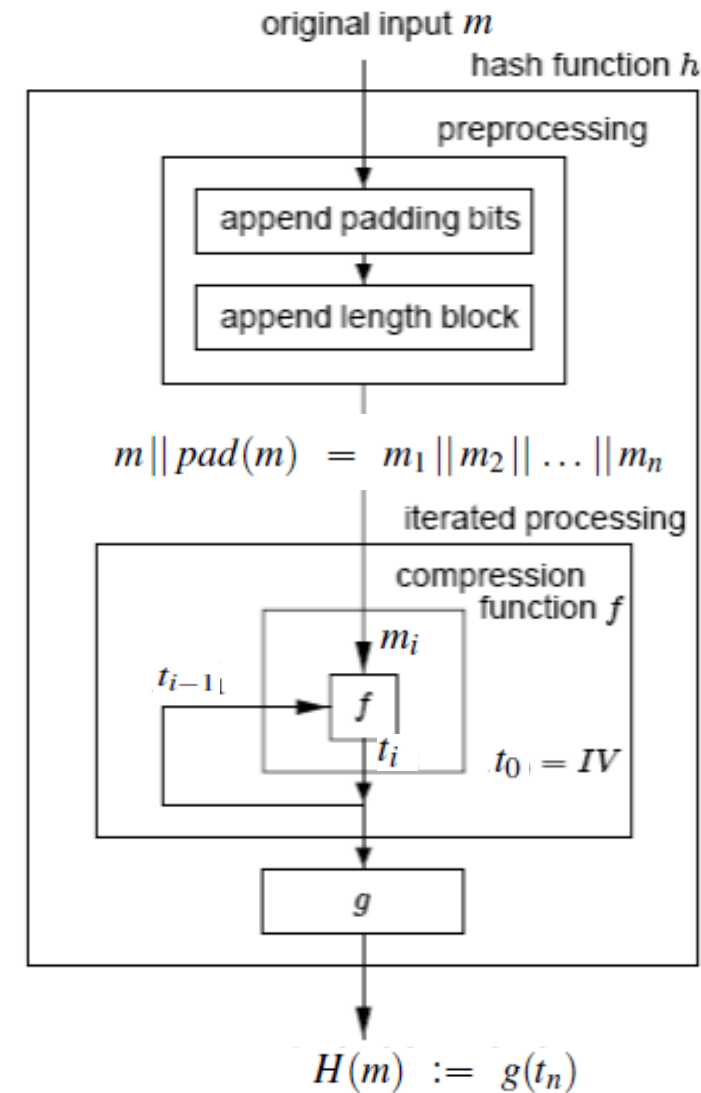 original input m
hash function h
preprocessing
append padding bits
append length block
m||pad(m) = m₁||m₂||...||mₙ
iterated processing
compression
function f
mᵢ
tᵢ₋₁
f
tᵢ
t₀ = IV
g
H(m) := g(tₙ)